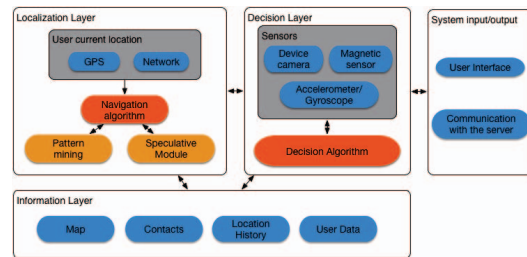 Localization Layer
User current location
GPS
Network
Navigation
algorithm
Pattern
mining
Speculative
Module
Decision Layer
Sensors
Device
camera
Magnetic
sensor
Accelerometer/
Gyroscope
Decision Algorithm
System input/output
User Interface
Communication
with the server
Information Layer
Map
Contacts
Location
History
User Data